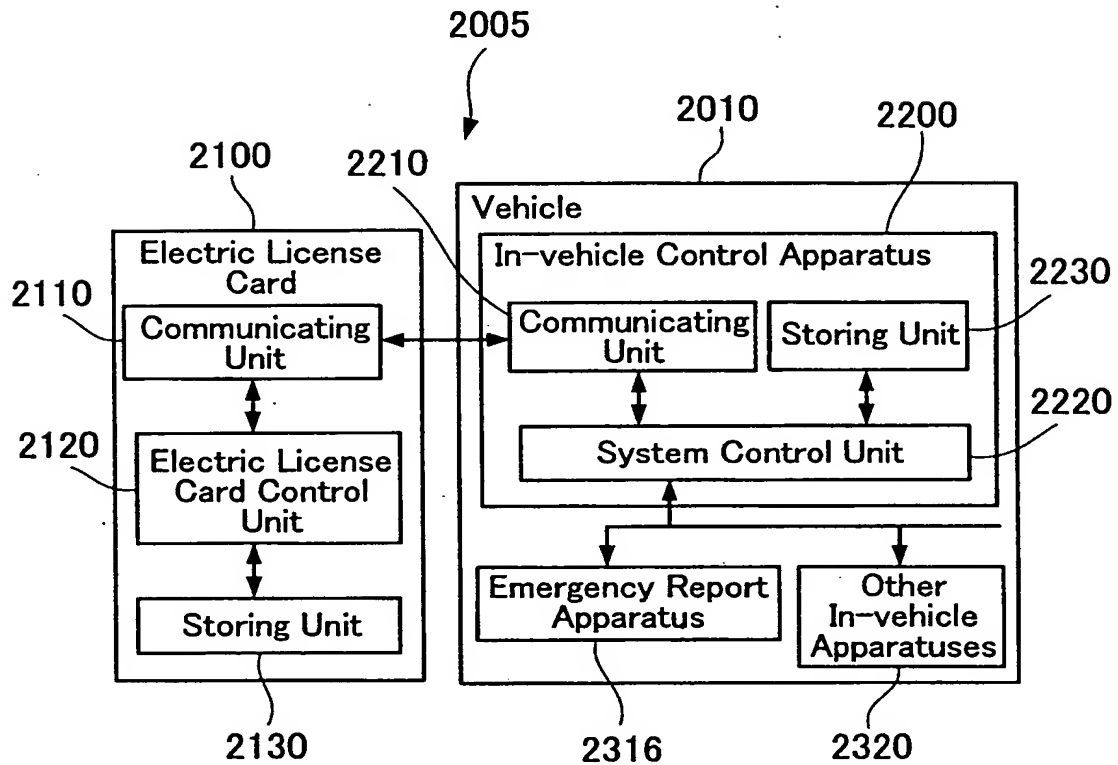 2005
2010
2200
2210
2100
Vehicle
Electric License
Card
In-vehicle Control Apparatus
2110
2230
Communicating
Unit
Communicating
Unit
Storing Unit
2120
2220
Electric License
Card Control
Unit
System Control Unit
Storing Unit
Emergency Report
Apparatus
Other
In-vehicle
Apparatuses
2130
2316
2320